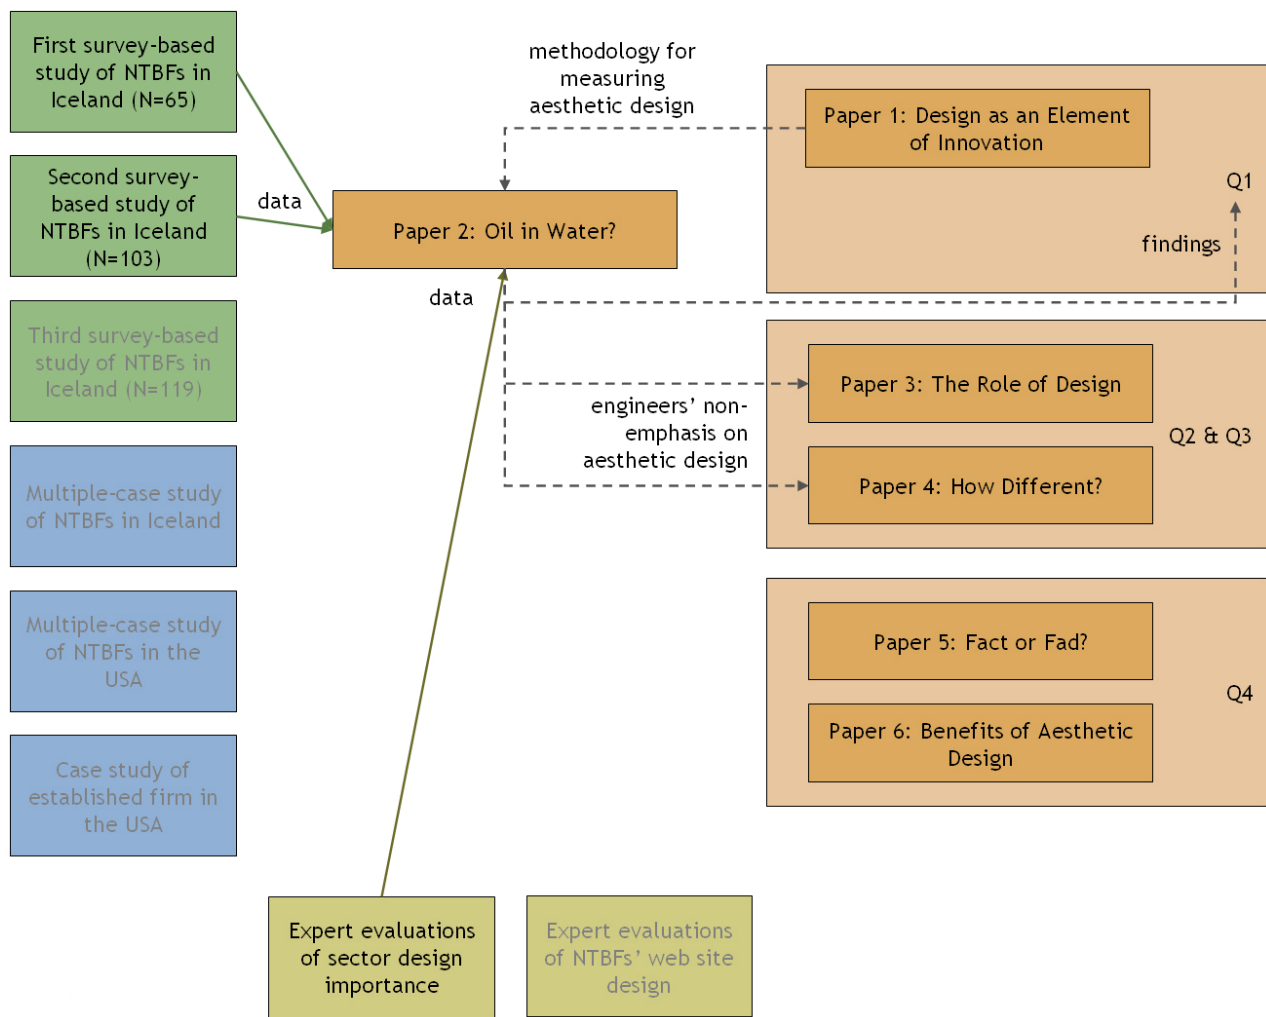 First survey-based
study of NTBFs in
Iceland (N=65)
Second survey-
based study of
NTBFs in Iceland
(N=103)
Third survey-based
study of NTBFs in
Iceland (N=119)
Multiple-case study
of NTBFs in Iceland
Multiple-case study
of NTBFs in the
USA
Case study of
established firm in
the USA
data
methodology for
measuring
aesthetic design
Paper 2: Oil in Water?
data
engineers’ non-
emphasis on
aesthetic design
Paper 1: Design as an Element
of Innovation
Q1
findings
Paper 3: The Role of Design
Q2 & Q3
Paper 4: How Different?
Paper 5: Fact or Fad?
Q4
Paper 6: Benefits of Aesthetic
Design
Expert evaluations
of sector design
importance
Expert evaluations
of NTBFs’ web site
design